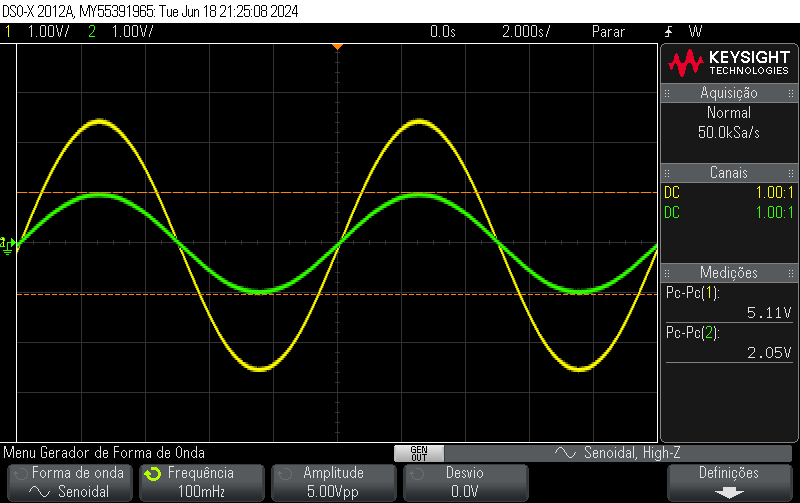 DSO-X 2012A, MY55391965: Tue Jun 18 21:25:08 2024
1 1.00V/ 2 1.00V/ 0.0s 2.000s/ Parar W
KEYSIGHT
TECHNOLOGIES
Aquisição
Normal
50.0kSa/s
Canais
DC 1.00:1
DC 1.00:1
Medições
Pc-Pc(1):
5.11V
Pc-Pc(2):
2.05V
Menu Gerador de Forma de Onda
GEN
OUT
Senoidal, High-Z
Forma de onda
Senoidal
Frequência
100mHz
Amplitude
5.00Vpp
Desvio
0.0V
Definições